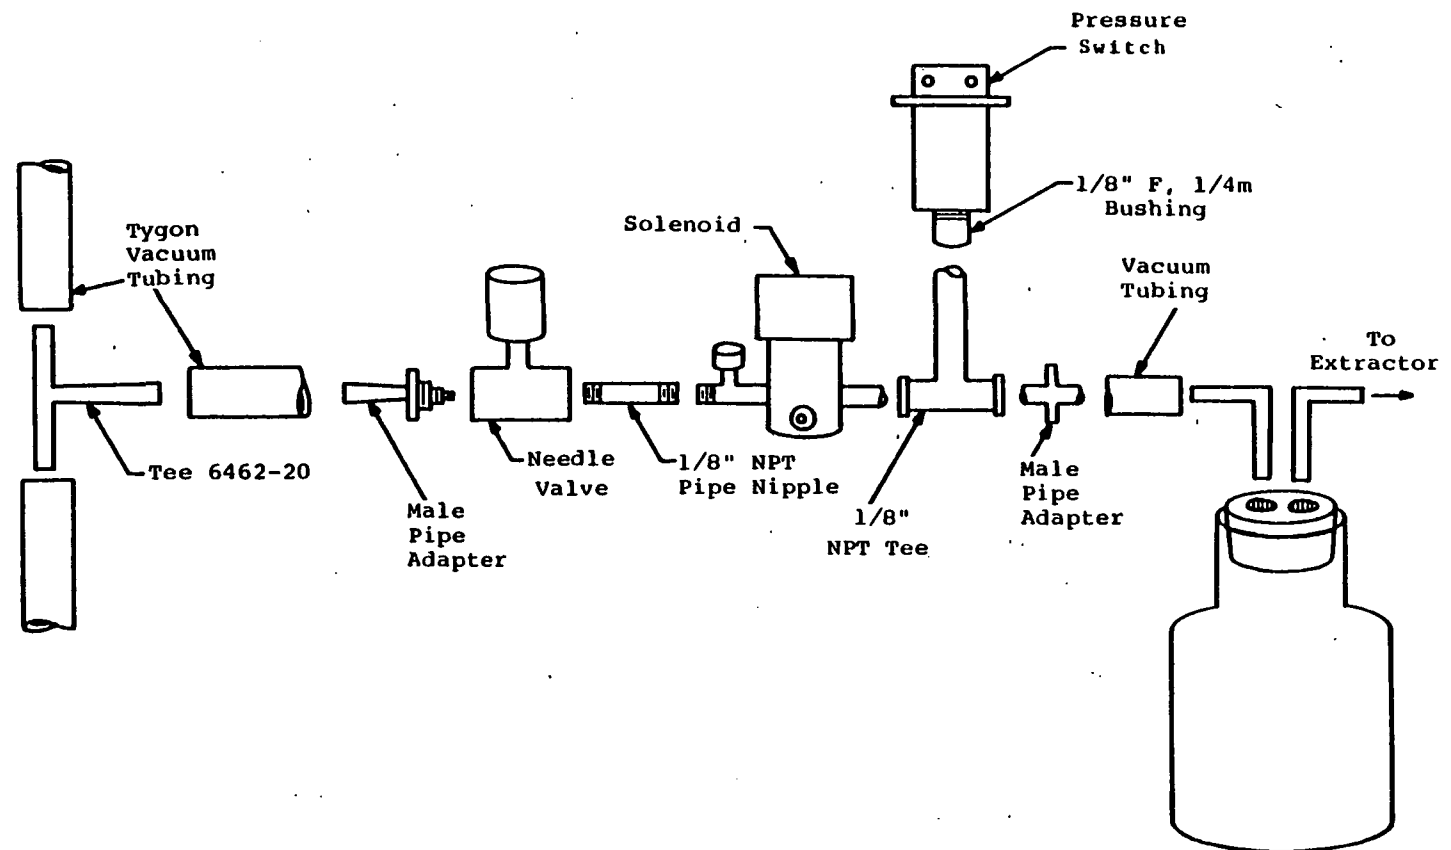 Pressure
Switch
1/8" F, 1/4m
Bushing
Solenoid
Tygon
Vacuum
Tubing
Vacuum
Tubing
To
Extractor
Tee 6462-20
Needle
Valve
1/8" NPT
Pipe Nipple
Male
Pipe
Adapter
1/8"
NPT Tee
Male
Pipe
Adapter